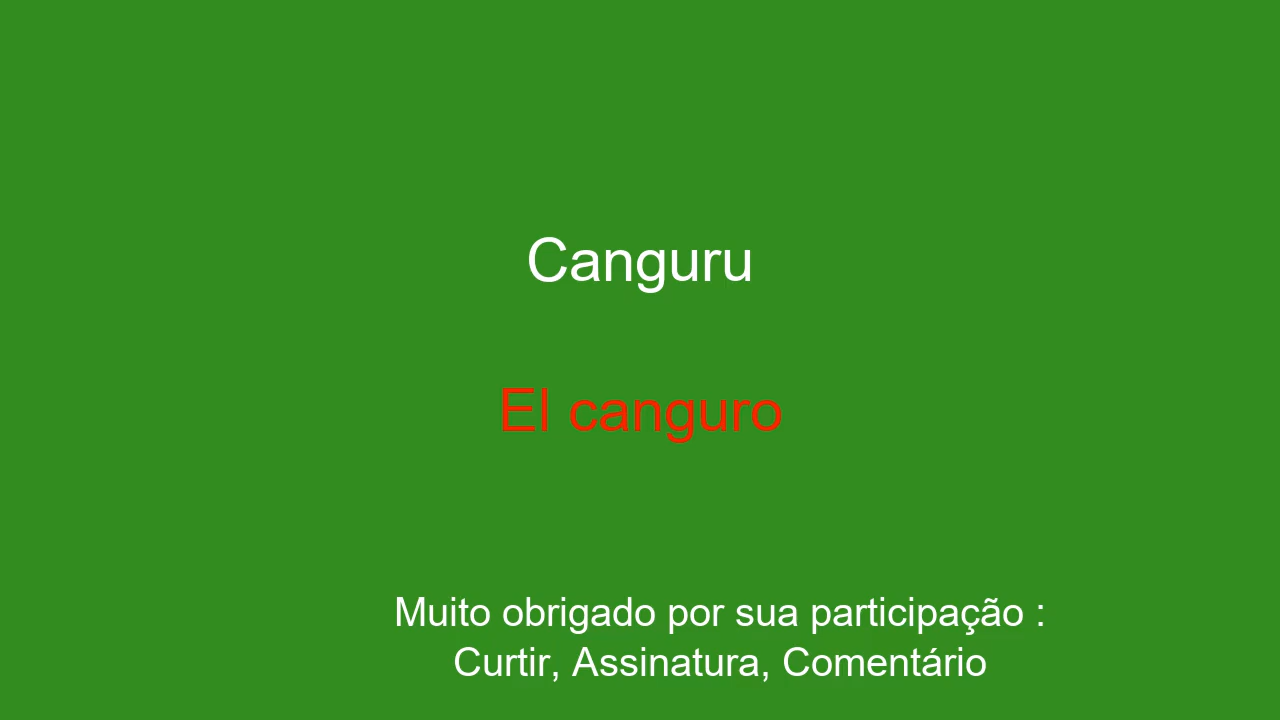 Canguru
El canguro
Muito obrigado por sua participação :
Curtir, Assinatura, Comentário